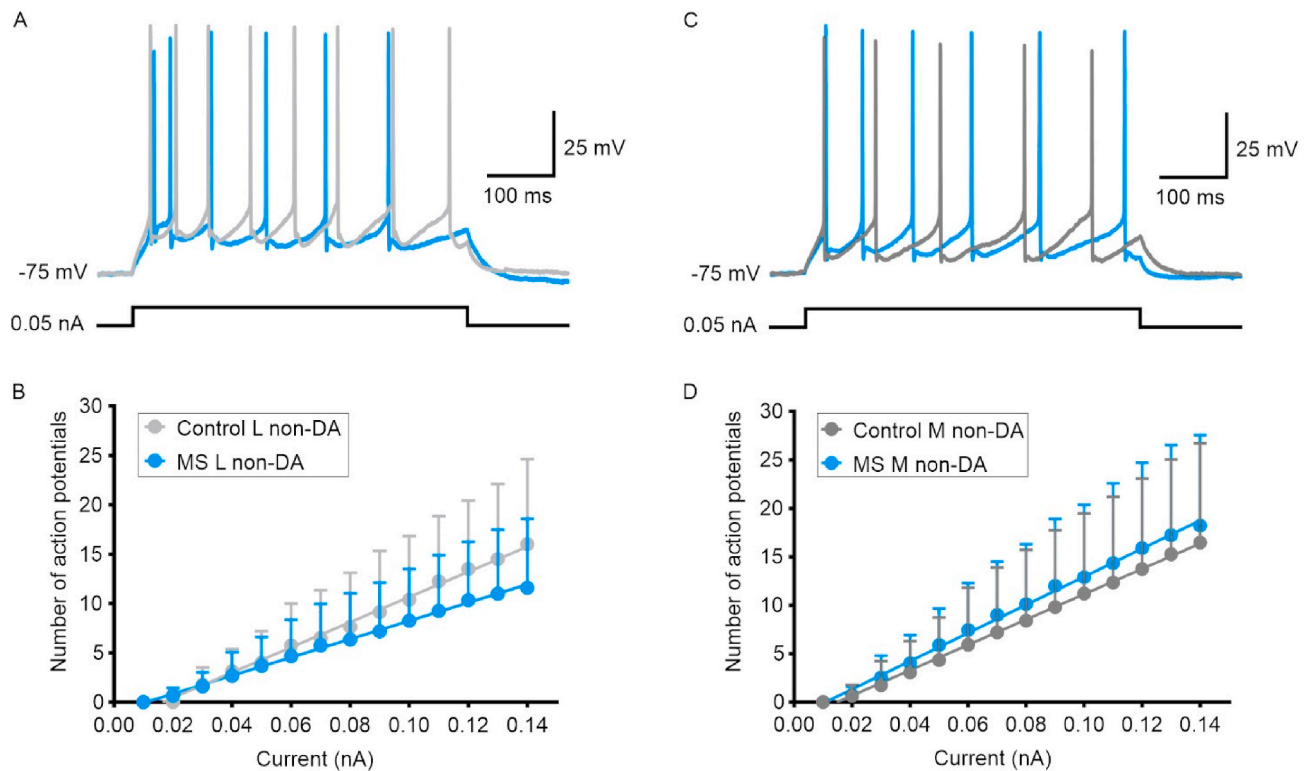 A
25 mV
100 ms
-75 mV
0.05 nA
C
25 mV
100 ms
-75 mV
0.05 nA
B
Number of action potentials
30
25
20
15
10
5
0
Control L non-DA
MS L non-DA
0.00 0.02 0.04 0.06 0.08 0.10 0.12 0.14
Current (nA)
D
Number of action potentials
30
25
20
15
10
5
0
Control M non-DA
MS M non-DA
0.00 0.02 0.04 0.06 0.08 0.10 0.12 0.14
Current (nA)